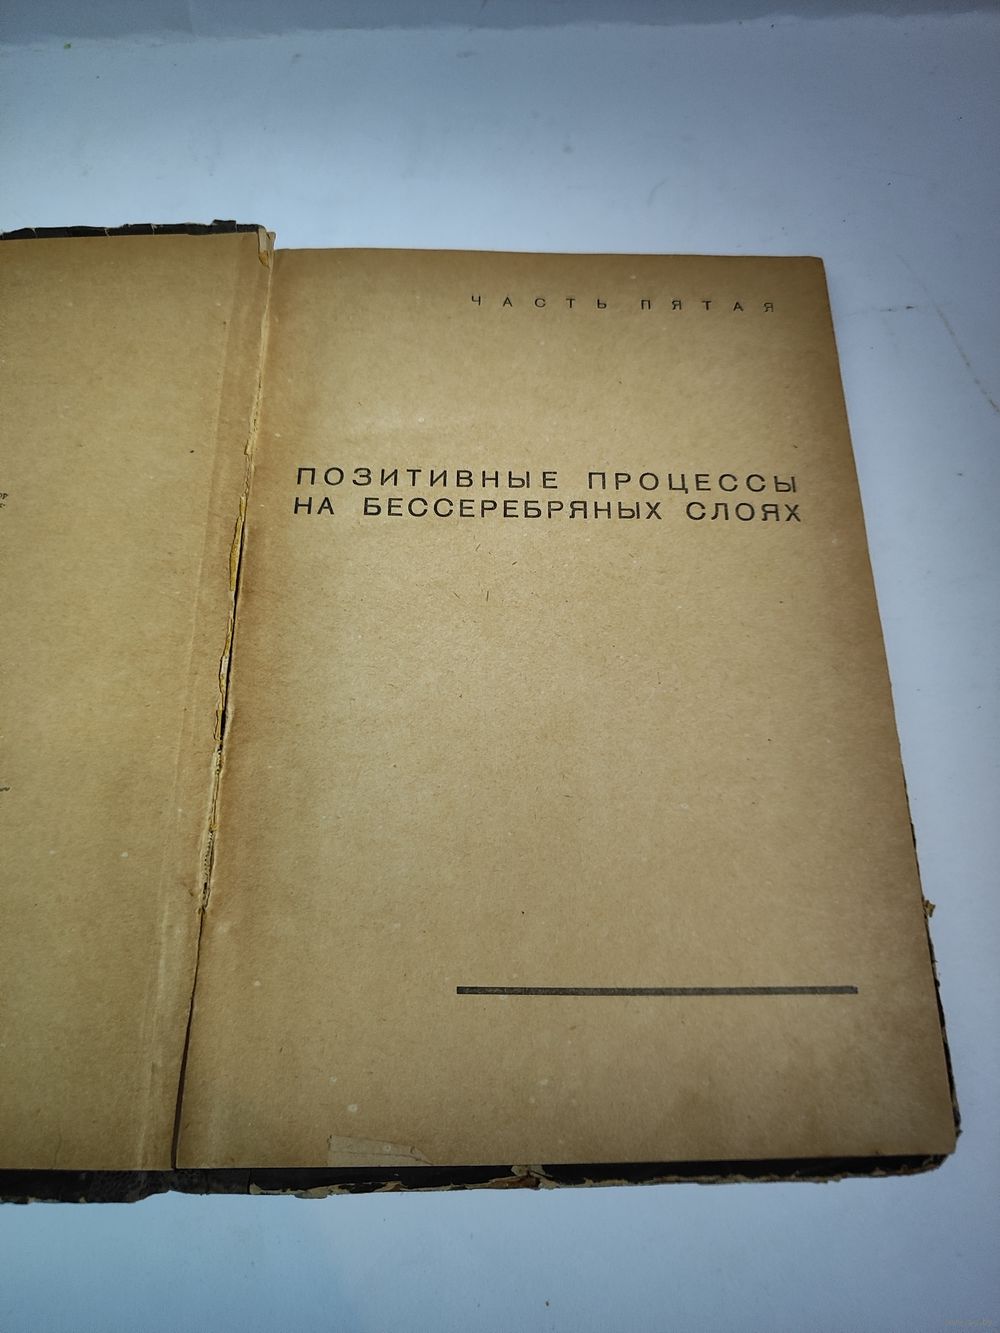 ЧАСТЬ ПЯТАЯ
ПОЗИТИВНЫЕ ПРОЦЕССЫ
НА БЕССЕРЕБРЯНЫХ СЛОЯХ